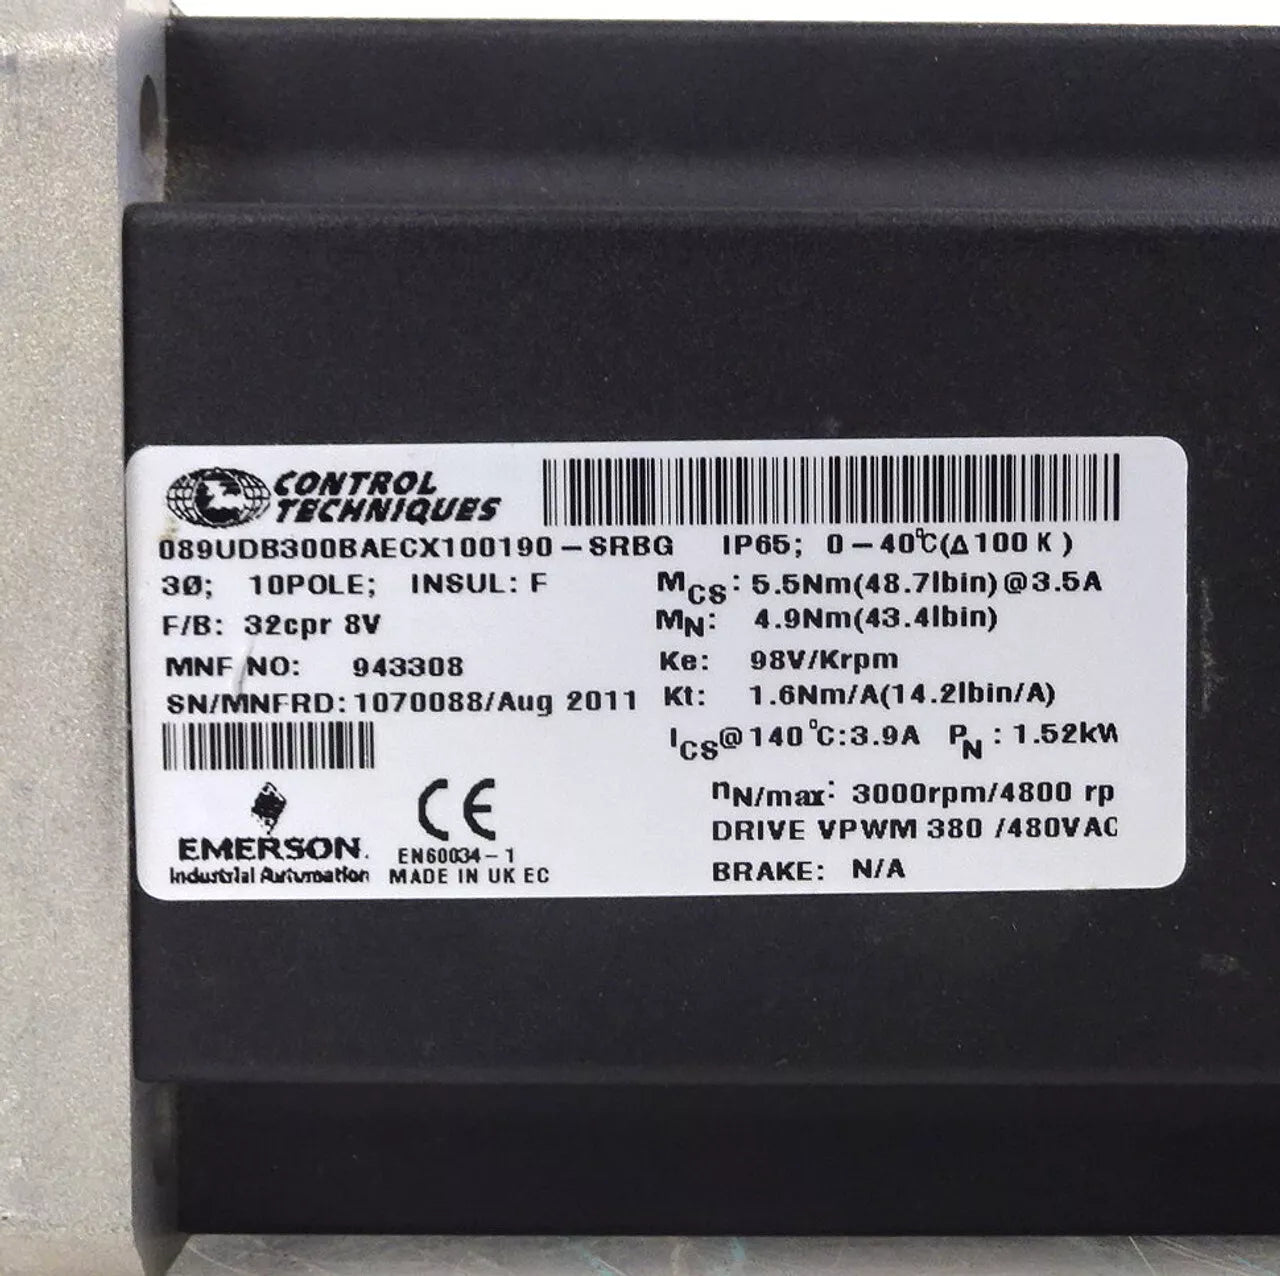 CONTROL
TECHNIQUES
089UDB300BAECX100190-SRBG IP65; 0-40℃(Δ100 K)
3Ø; 10POLE; INSUL: F
MCS: 5.5Nm(48.7lbin)@3.5A
F/B: 32cpr 8V
MN: 4.9Nm(43.4lbin)
MNF NO: 943308
Ke: 98V/Krpm
SN/MNFRD: 1070088/Aug 2011
Kt: 1.6Nm/A(14.2lbin/A)
ICS@140℃:3.9A PN: 1.52kW
nN/max: 3000rpm/4800 rp
DRIVE VPWM 380 /480VAC
BRAKE: N/A
EMERSON.
Industrial Automation
CE
EN60034-1
MADE IN UK EC